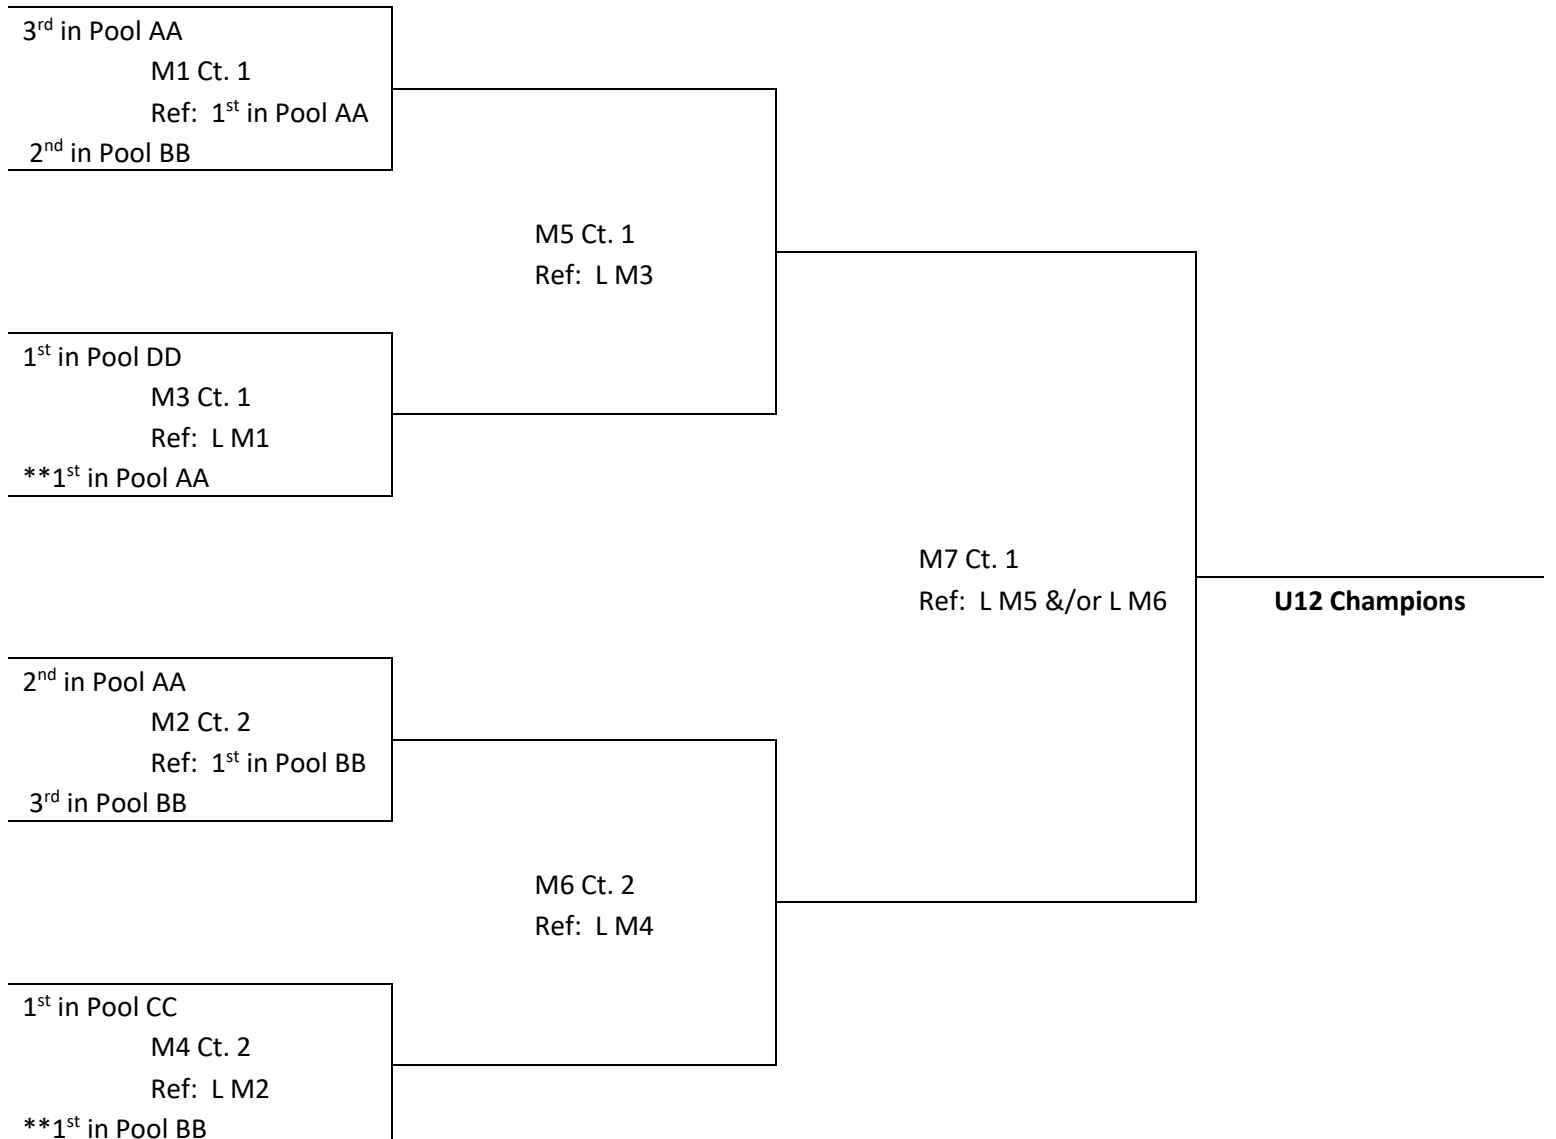 3rd in Pool AA
M1 Ct. 1
Ref: 1st in Pool AA
2nd in Pool BB
M5 Ct. 1
Ref: L M3
1st in Pool DD
M3 Ct. 1
Ref: L M1
**1st in Pool AA
M7 Ct. 1
Ref: L M5 &/or L M6
U12 Champions
2nd in Pool AA
M2 Ct. 2
Ref: 1st in Pool BB
3rd in Pool BB
M6 Ct. 2
Ref: L M4
1st in Pool CC
M4 Ct. 2
Ref: L M2
**1st in Pool BB